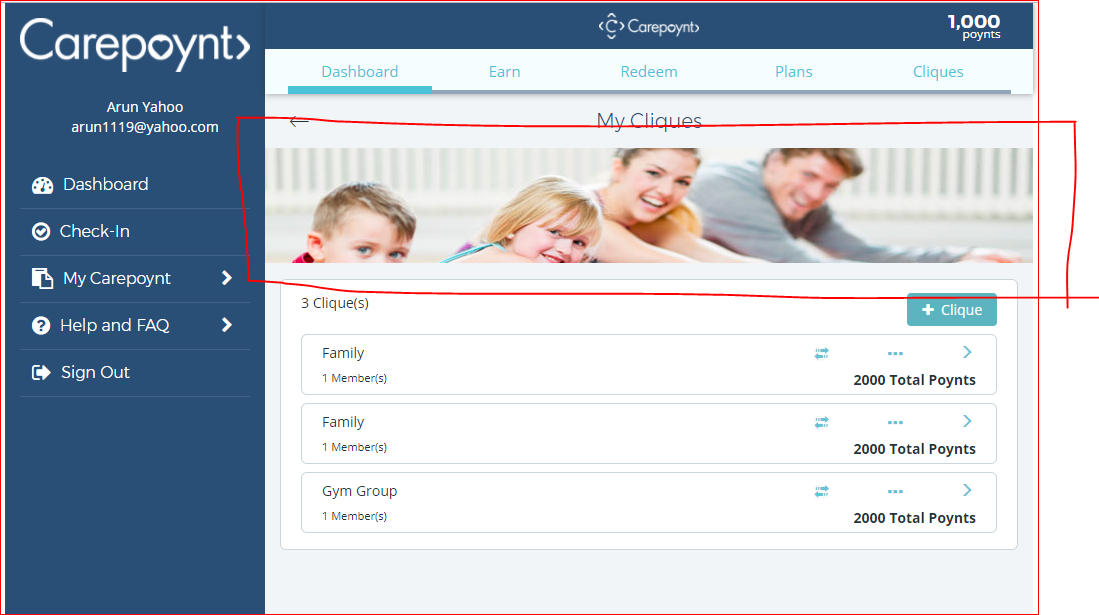 Carepoynt
Arun Yahoo
arun1119@yahoo.com
Dashboard
Check-In
My Carepoynt
Help and FAQ
Sign Out
Carepoynt
1,000
poynts
Dashboard Earn Redeem Plans Cliques
My Cliques
3 Clique(s)
+ Clique
Family
1 Member(s)
2000 Total Poynts
Family
1 Member(s)
2000 Total Poynts
Gym Group
1 Member(s)
2000 Total Poynts